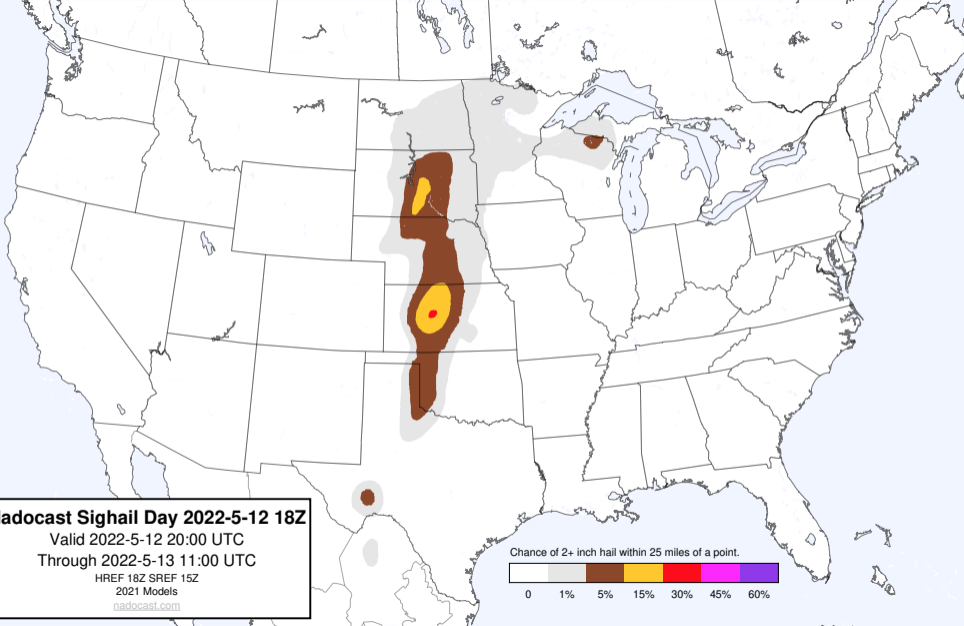 adocast Sighail Day 2022-5-12 18Z
Valid 2022-5-12 20:00 UTC
Through 2022-5-13 11:00 UTC
HREF 18Z SREF 15Z
2021 Models
nadocast.com
Chance of 2+ inch hail within 25 miles of a point.
0 1% 5% 15% 30% 45% 60%